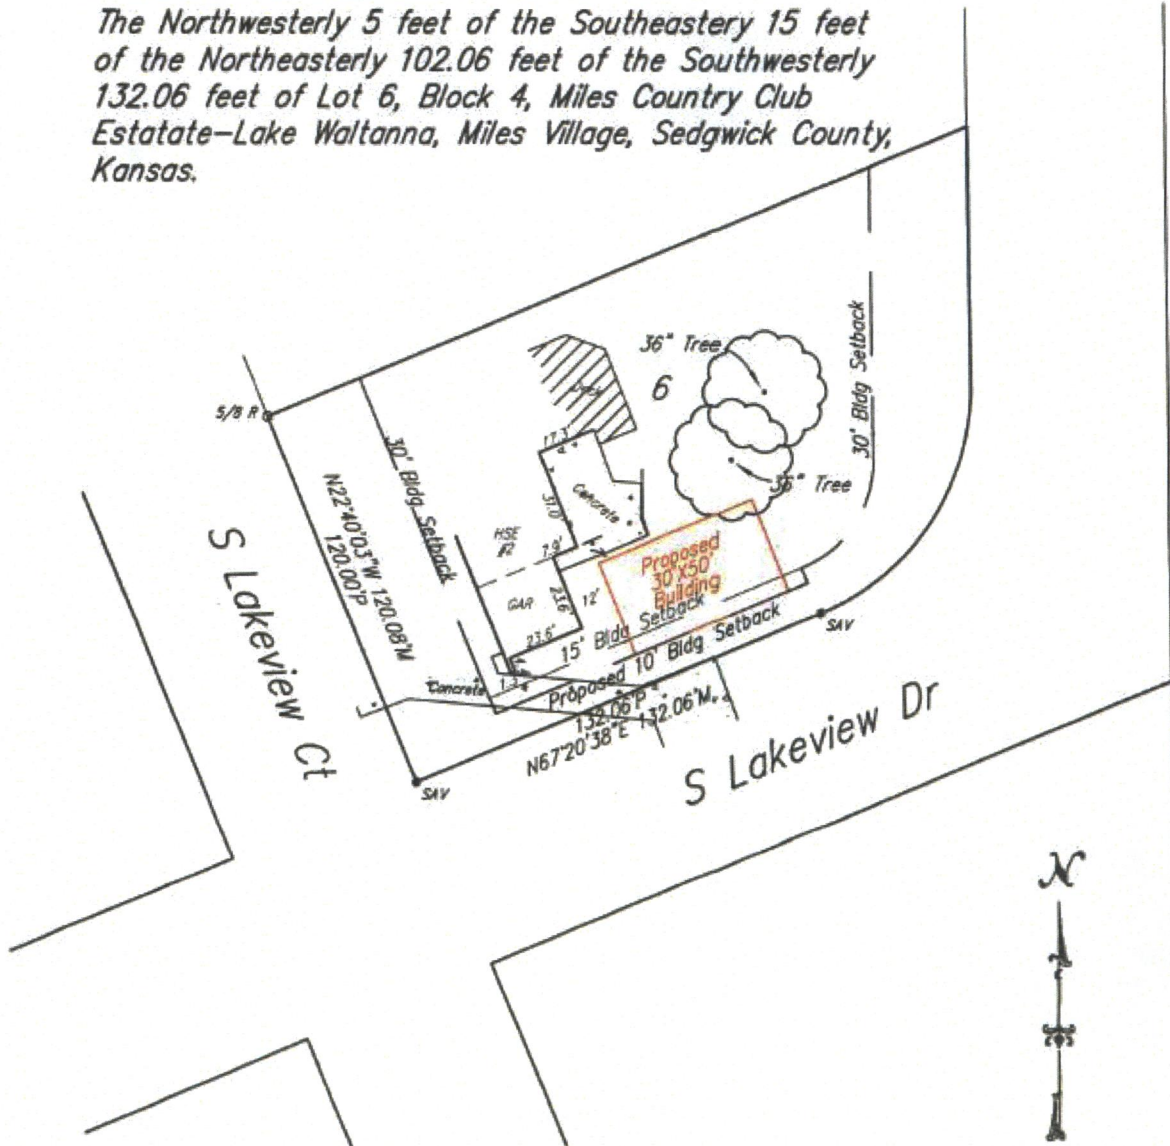 The Northwesterly 5 feet of the Southeastery 15 feet
of the Northeasterly 102.06 feet of the Southwesterly
132.06 feet of Lot 6, Block 4, Miles Country Club
Estatate-Lake Waltanna, Miles Village, Sedgwick County,
Kansas.
36" Tree
6
30' Bldg Setback
36" Tree
5/8 R
30' Bldg Setback
N22°40'03"W 120.08'M
120.00'P
17.3'
Concrete
31.0'
HSE
#2
7.9'
GAR
23.6'
12'
23.6'
Proposed
30'X50'
Building
15' Bldg Setback
Proposed 10' Bldg Setback
Concrete
132.06'P
N67°20'38"E 132.06'M
SAV
SAV
S Lakeview Ct
S Lakeview Dr
N